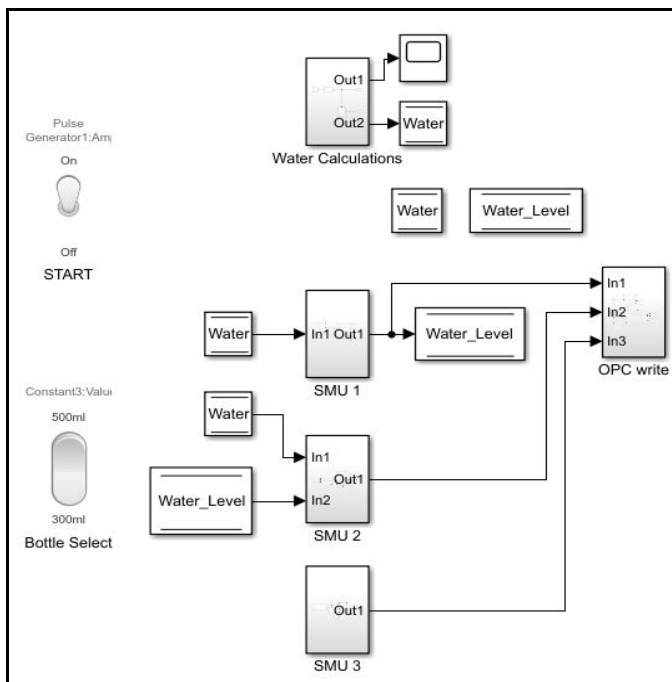 Out1
Out2
Water
Water Calculations
Pulse
Generator1:Am
On
Off
START
Water
Water_Level
Water
In1
Out1
SMU 1
Water_Level
In1
In2
In3
OPC write
Constant3:Value
500ml
300ml
Bottle Select
Water
Water_Level
In1
Out1
In2
SMU 2
Out1
SMU 3